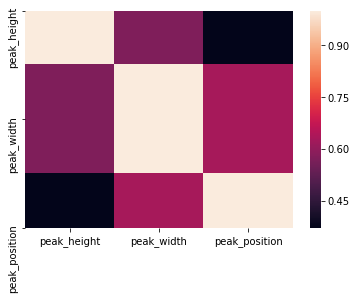 peak_height
peak_width
peak_position
peak_height peak_width peak_position
0.90
0.75
0.60
0.45